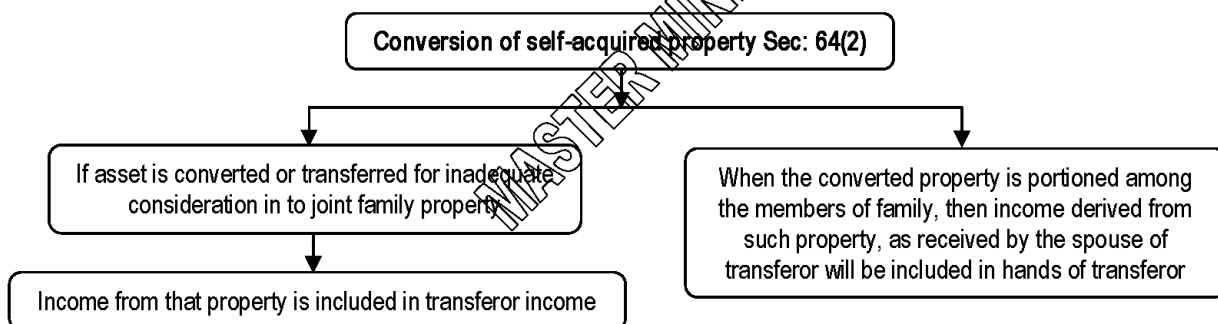 Conversion of self-acquired property Sec: 64(2)
If asset is converted or transferred for inadequate
consideration in to joint family property
Income from that property is included in transferor income
When the converted property is portioned among
the members of family, then income derived from
such property, as received by the spouse of
transferor will be included in hands of transferor
MASTER